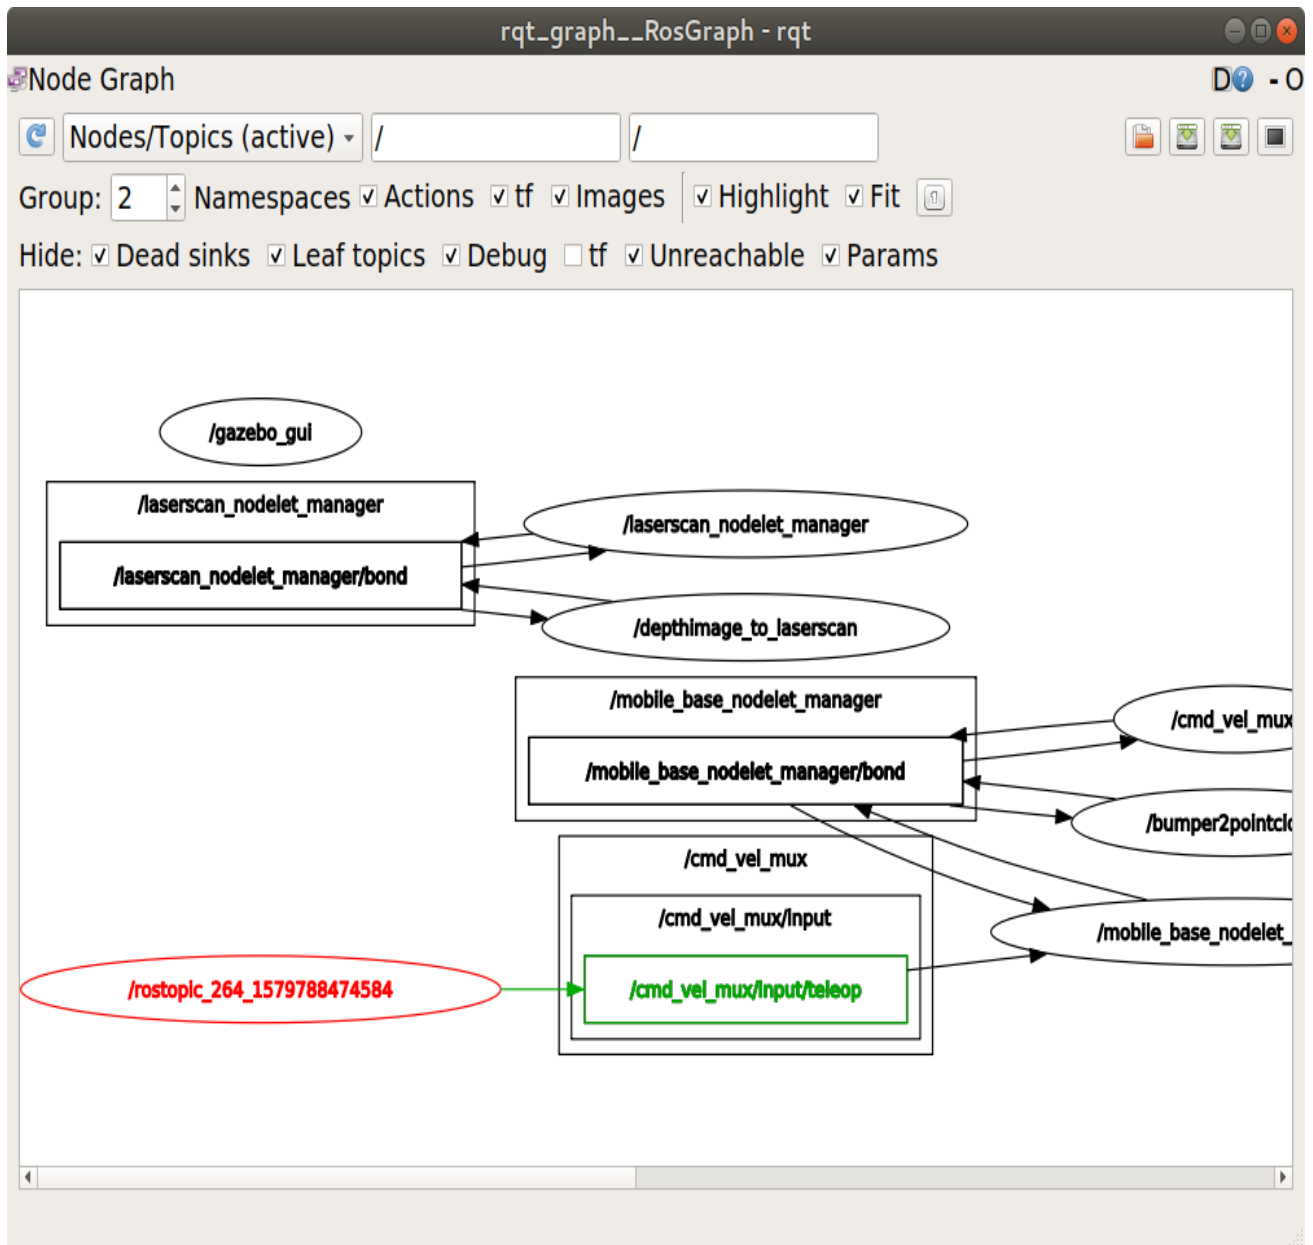 rqt_graph__RosGraph - rqt
Node Graph
D - O
Nodes/Topics (active) / /
Group: 2 Namespaces Actions tf Images Highlight Fit
Hide: Dead sinks Leaf topics Debug tf Unreachable Params
/gazebo_gui
/laserscan_nodelet_manager
/laserscan_nodelet_manager
/laserscan_nodelet_manager/bond
/depthimage_to_laserscan
/mobile_base_nodelet_manager
/cmd_vel_mux
/mobile_base_nodelet_manager/bond
/bumper2pointclo
/cmd_vel_mux
/cmd_vel_mux/input
/mobile_base_nodelet_
/rostopic_264_1579788474584
/cmd_vel_mux/input/teleop